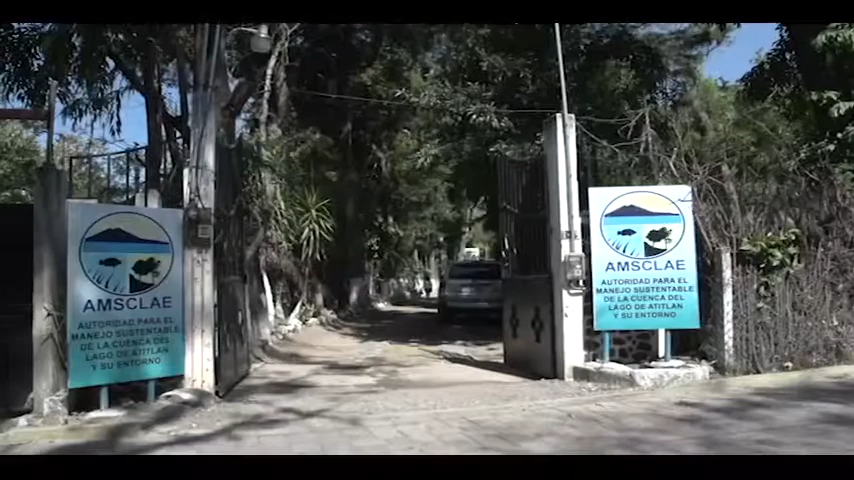 AMSCLAE
AUTORIDAD PARA EL
MANEJO SUSTENTABLE
DE LA CUENCA DEL
LAGO DE ATITLAN
Y SU ENTORNO
AMSCLAE
AUTORIDAD PARA EL
MANEJO SUSTENTABLE
DE LA CUENCA DEL
LAGO DE ATITLAN
Y SU ENTORNO